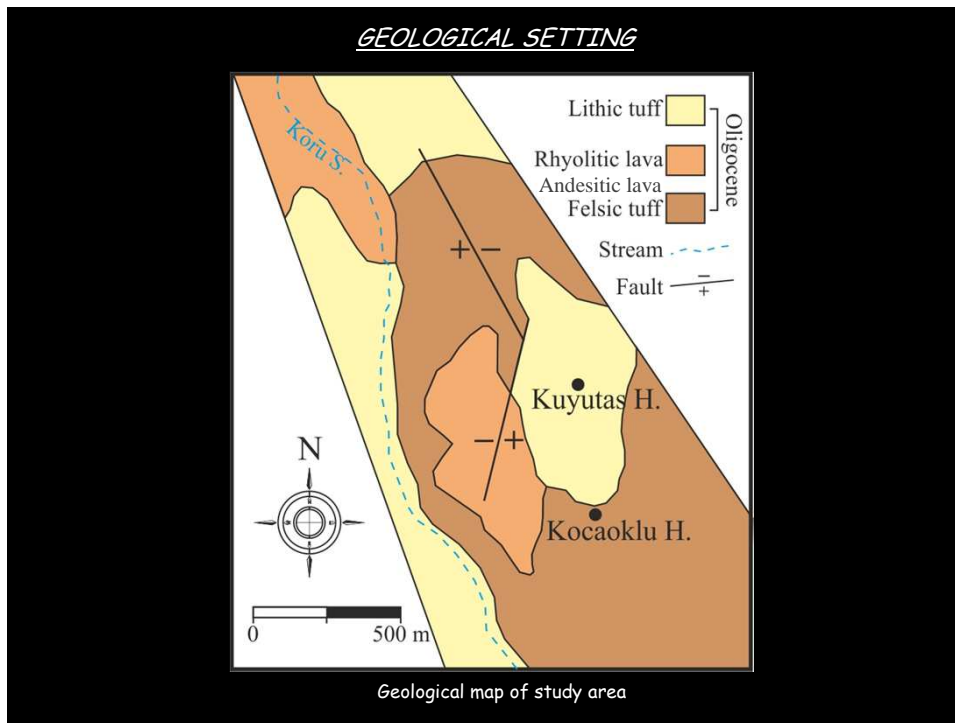 GEOLOGICAL SETTING
Koru S.
Lithic tuff
Rhyolitic lava
Andesitic lava
Felsic tuff
Oligocene
Stream
Fault
− +
+ −
− +
Kuyutas H.
Kocaoklu H.
N
0 500 m
Geological map of study area